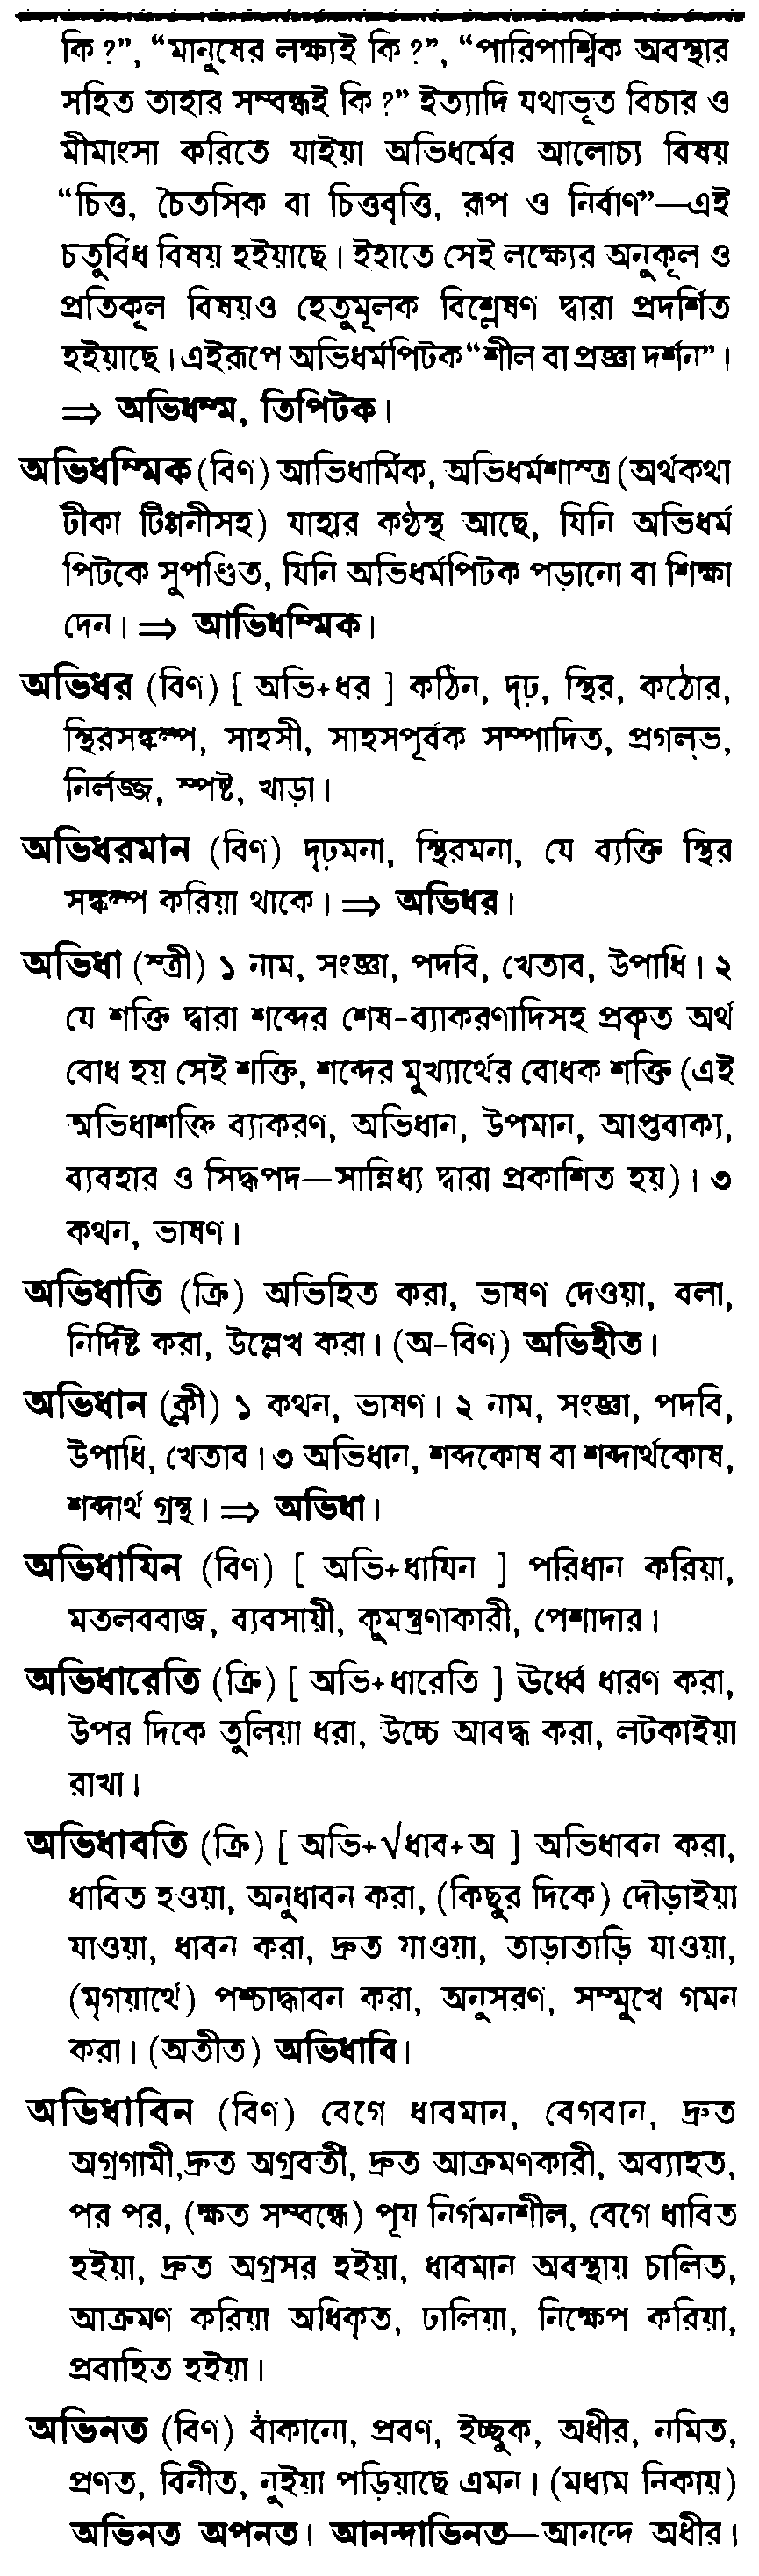 কি ?”, “মানুষের লক্ষ্যই কি ?”, “পারিপার্শ্বিক অবস্থার
সহিত তাহার সম্বন্ধই কি ?” ইত্যাদি যথাভূত বিচার ও
মীমাংসা করিতে যাইয়া অভিধর্মের আলোচ্য বিষয়
“চিত্ত, চৈতসিক বা চিত্তবৃত্তি, রূপ ও নির্বাণ”—এই
চতুর্বিধ বিষয় হইয়াছে। ইহাতে সেই লক্ষ্যের অনুকূল ও
প্রতিকূল বিষয়ও হেতুমূলক বিশ্লেষণ দ্বারা প্রদর্শিত
হইয়াছে। এইরূপে অভিধর্মপিটক “শীল বা প্রজ্ঞা দর্শন”।
⇒ অভিধম্ম, তিপিটক।
অভিধম্মিক (বিণ) আভিধার্মিক, অভিধর্মশাস্ত্র (অর্থকথা
টীকা টিপ্পনীসহ) যাহার কণ্ঠস্থ আছে, যিনি অভিধর্ম
পিটকে সুপণ্ডিত, যিনি অভিধর্মপিটক পড়ানো বা শিক্ষা
দেন। ⇒ আভিধম্মিক।
অভিধর (বিণ) [ অভি+ধর ] কঠিন, দৃঢ়, স্থির, কঠোর,
স্থিরসঙ্কল্প, সাহসী, সাহসপূর্বক সম্পাদিত, প্রগল্ভ,
নির্লজ্জ, স্পষ্ট, খাড়া।
অভিধরমান (বিণ) দৃঢ়মনা, স্থিরমনা, যে ব্যক্তি স্থির
সঙ্কল্প করিয়া থাকে। ⇒ অভিধর।
অভিধা (স্ত্রী) ১ নাম, সংজ্ঞা, পদবি, খেতাব, উপাধি। ২
যে শক্তি দ্বারা শব্দের শেষ-ব্যাকরণাদিসহ প্রকৃত অর্থ
বোধ হয় সেই শক্তি, শব্দের মুখ্যার্থের বোধক শক্তি (এই
অভিধাশক্তি ব্যাকরণ, অভিধান, উপমান, আপ্তবাক্য,
ব্যবহার ও সিদ্ধপদ—সান্নিধ্য দ্বারা প্রকাশিত হয়)। ৩
কথন, ভাষণ।
অভিধাতি (ক্রি) অভিহিত করা, ভাষণ দেওয়া, বলা,
নির্দিষ্ট করা, উল্লেখ করা। (অ-বিণ) অভিহীত।
অভিধান (ক্লী) ১ কথন, ভাষণ। ২ নাম, সংজ্ঞা, পদবি,
উপাধি, খেতাব। ৩ অভিধান, শব্দকোষ বা শব্দার্থকোষ,
শব্দার্থ গ্রন্থ। ⇒ অভিধা।
অভিধাযিন (বিণ) [ অভি+ধাযিন ] পরিধান করিয়া,
মতলববাজ, ব্যবসায়ী, কুমন্ত্রণাকারী, পেশাদার।
অভিধারেতি (ক্রি) [ অভি+ধারেতি ] ঊর্ধ্বে ধারণ করা,
উপর দিকে তুলিয়া ধরা, উচ্চে আবদ্ধ করা, লটকাইয়া
রাখা।
অভিধাবতি (ক্রি) [ অভি+√ধাব+অ ] অভিধাবন করা,
ধাবিত হওয়া, অনুধাবন করা, (কিছুর দিকে) দৌড়াইয়া
যাওয়া, ধাবন করা, দ্রুত যাওয়া, তাড়াতাড়ি যাওয়া,
(মৃগয়ার্থে) পশ্চাদ্ধাবন করা, অনুসরণ, সম্মুখে গমন
করা। (অতীত) অভিধাবি।
অভিধাবিন (বিণ) বেগে ধাবমান, বেগবান, দ্রুত
অগ্রগামী,দ্রুত অগ্রবর্তী, দ্রুত আক্রমণকারী, অব্যাহত,
পর পর, (ক্ষত সম্বন্ধে) পূয নির্গমনশীল, বেগে ধাবিত
হইয়া, দ্রুত অগ্রসর হইয়া, ধাবমান অবস্থায় চালিত,
আক্রমণ করিয়া অধিকৃত, ঢালিয়া, নিক্ষেপ করিয়া,
প্রবাহিত হইয়া।
অভিনত (বিণ) বাঁকানো, প্রবণ, ইচ্ছুক, অধীর, নমিত,
প্রণত, বিনীত, নুইয়া পড়িয়াছে এমন। (মধ্যম নিকায়)
অভিনত অপনত। আনন্দাভিনত—আনন্দে অধীর।